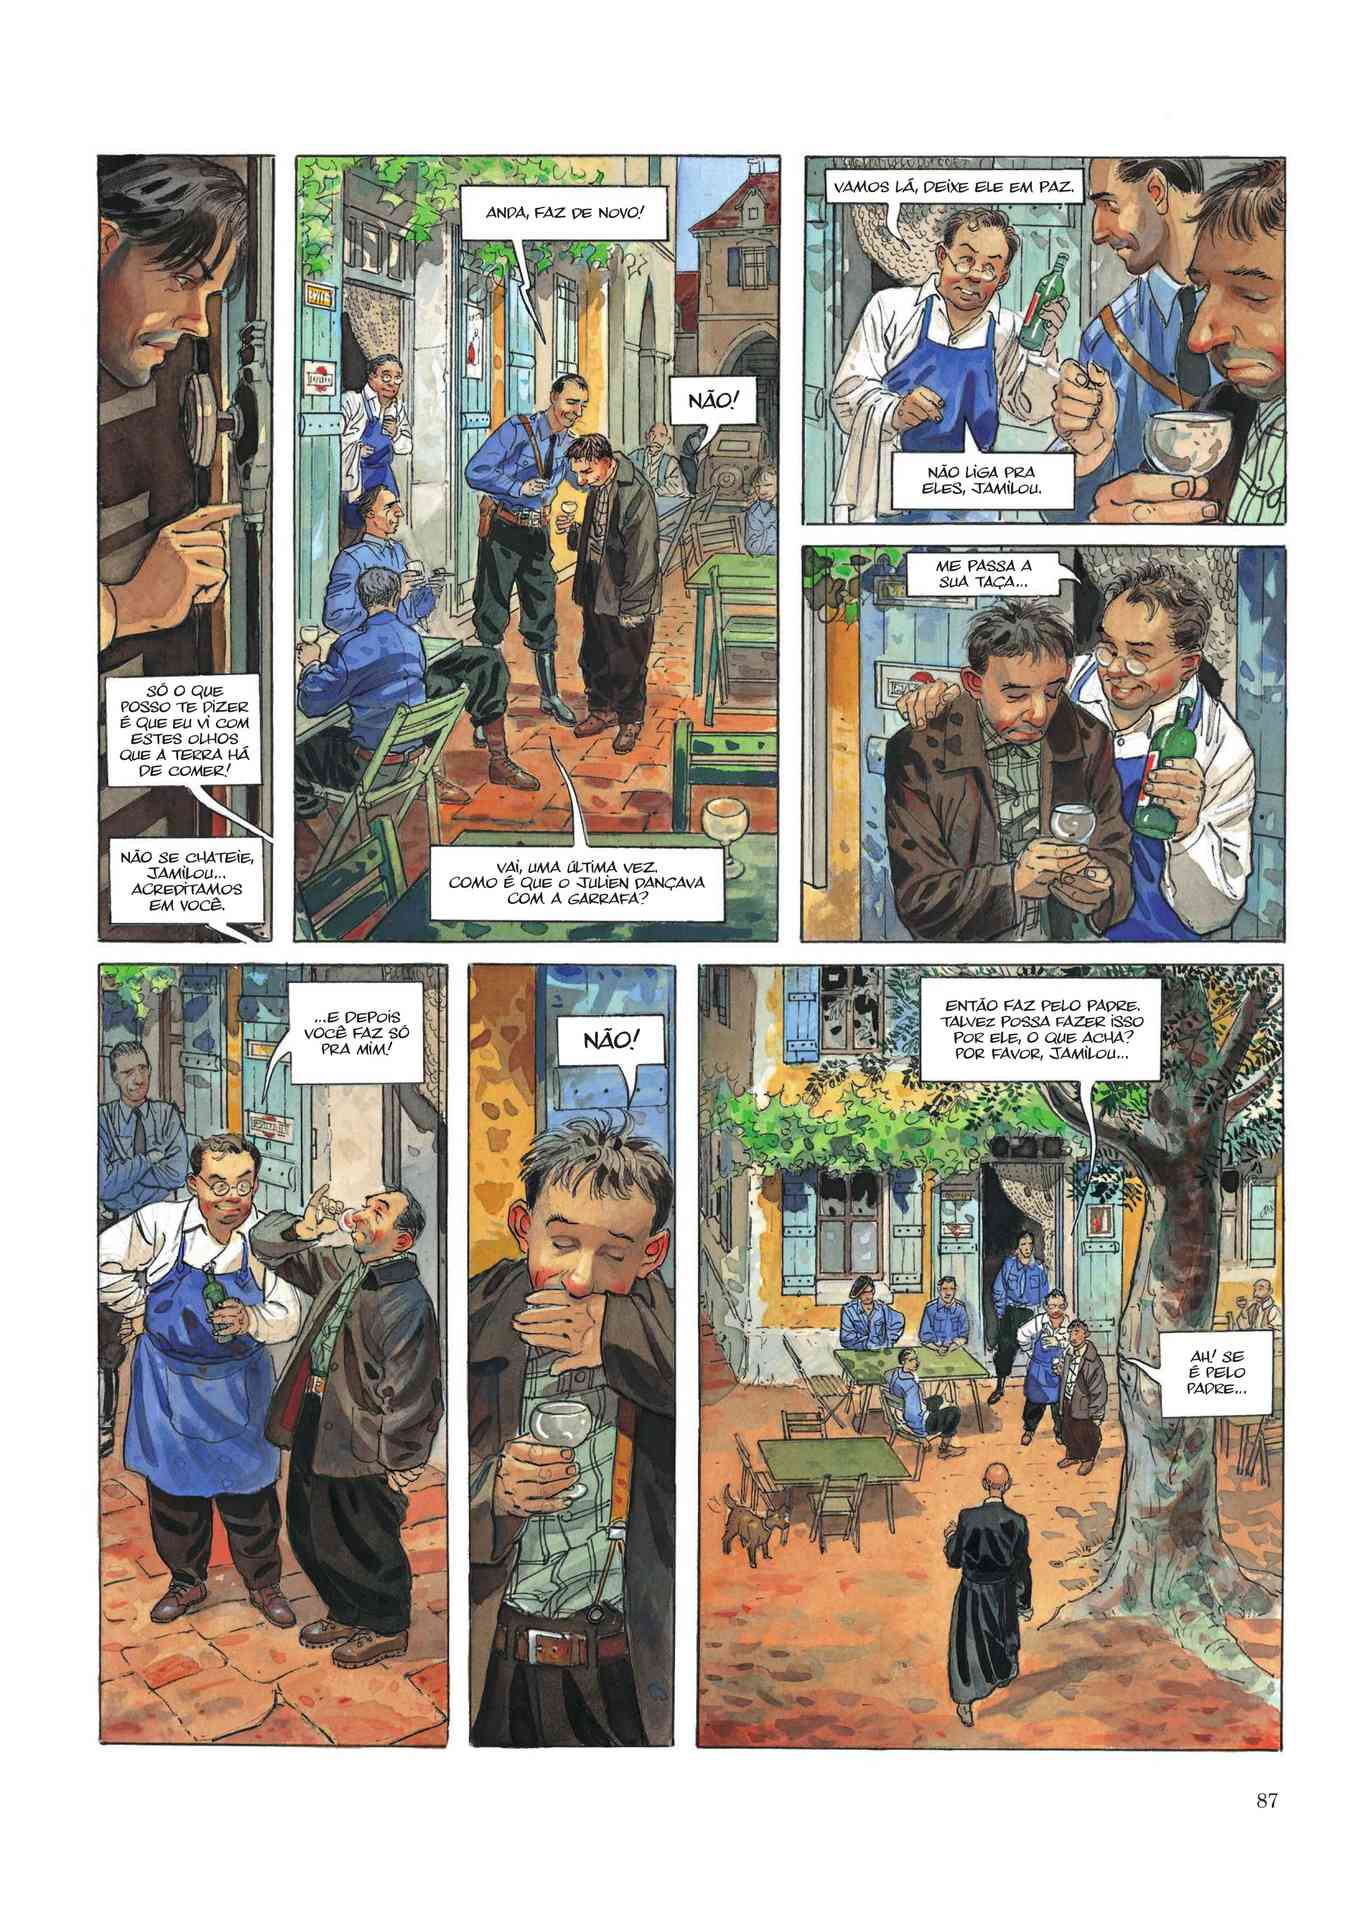 SÓ O QUE
POSSO TE DIZER
É QUE EU VI COM
ESTES OLHOS
QUE A TERRA HÁ
DE COMER!
NÃO SE CHATEIE,
JAMILOU...
ACREDITAMOS
EM VOCÊ.
ANDA, FAZ DE NOVO!
NÃO!
VAI, UMA ÚLTIMA VEZ.
COMO É QUE O JULIEN DANÇAVA
COM A GARRAFA?
VAMOS LÁ, DEIXE ELE EM PAZ.
NÃO LIGA PRA
ELES, JAMILOU.
ME PASSA A
SUA TAÇA...
...E DEPOIS
VOCÊ FAZ SÓ
PRA MIM!
NÃO!
ENTÃO FAZ PELO PADRE.
TALVEZ POSSA FAZER ISSO
POR ELE, O QUE ACHA?
POR FAVOR, JAMILOU...
AH! SE
É PELO
PADRE...
87